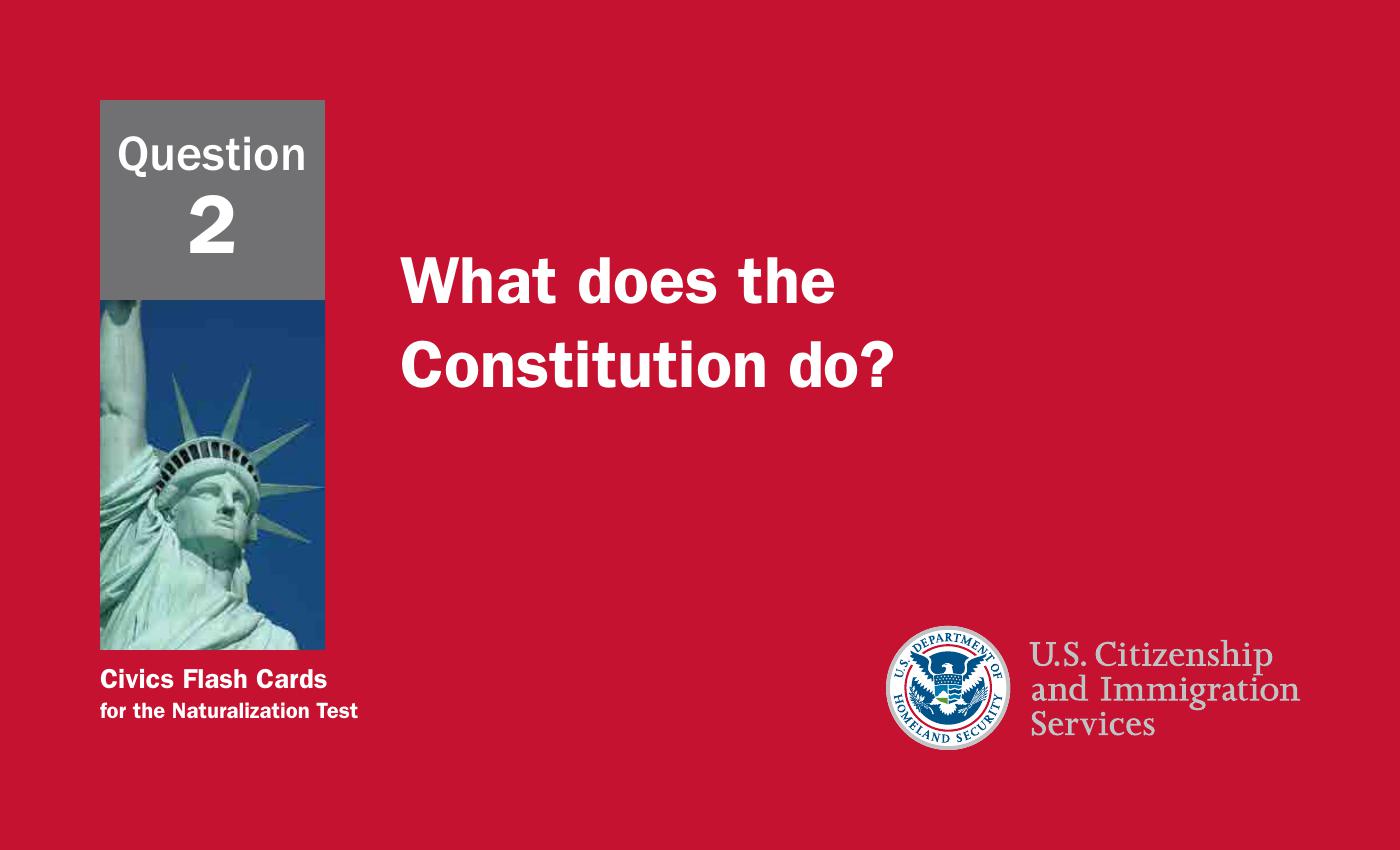 Question
2
What does the
Constitution do?
Civics Flash Cards
for the Naturalization Test
U.S. DEPARTMENT OF
HOMELAND SECURITY
U.S. Citizenship
and Immigration
Services